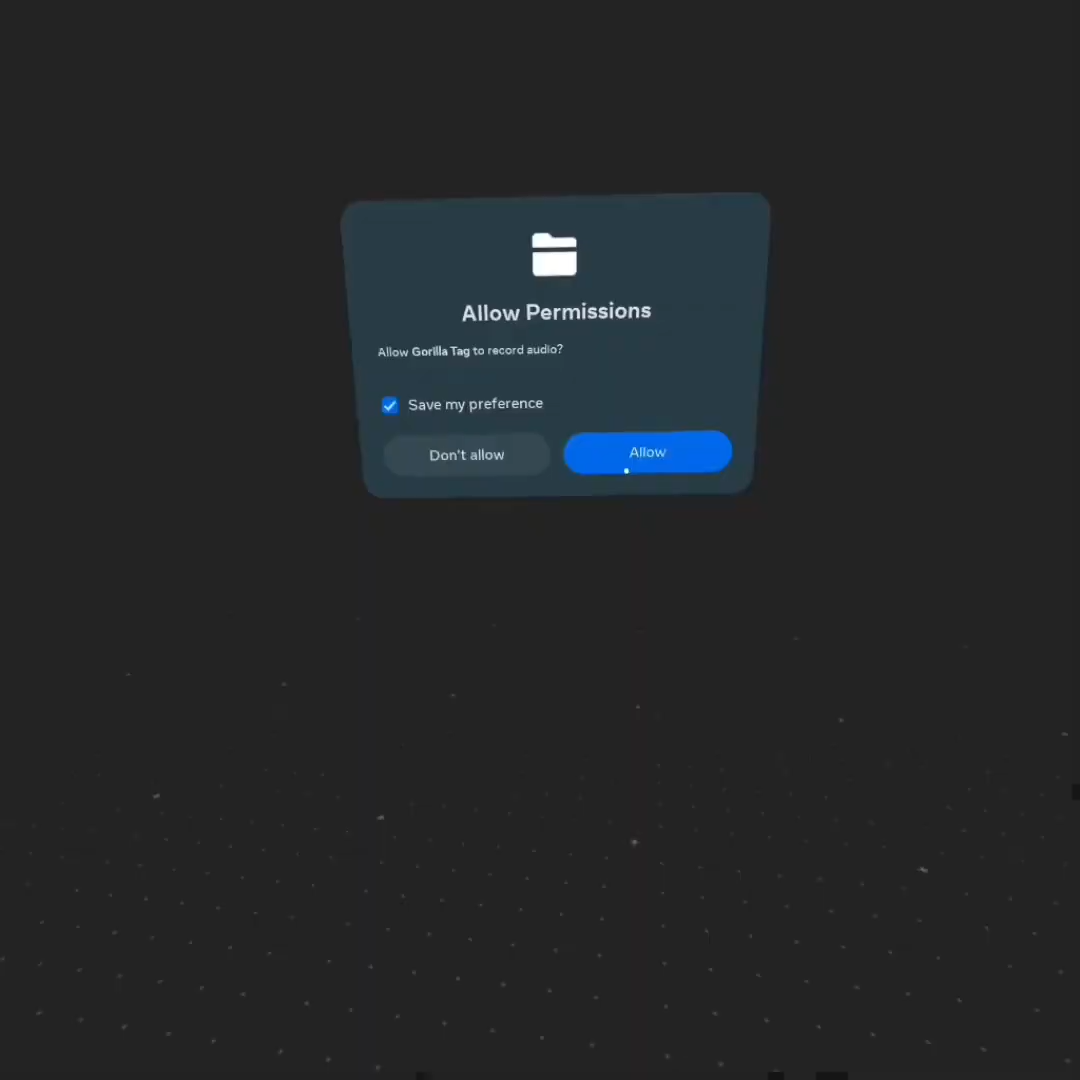 Allow Permissions
Allow Gorilla Tag to record audio?
Save my preference
Don't allow
Allow